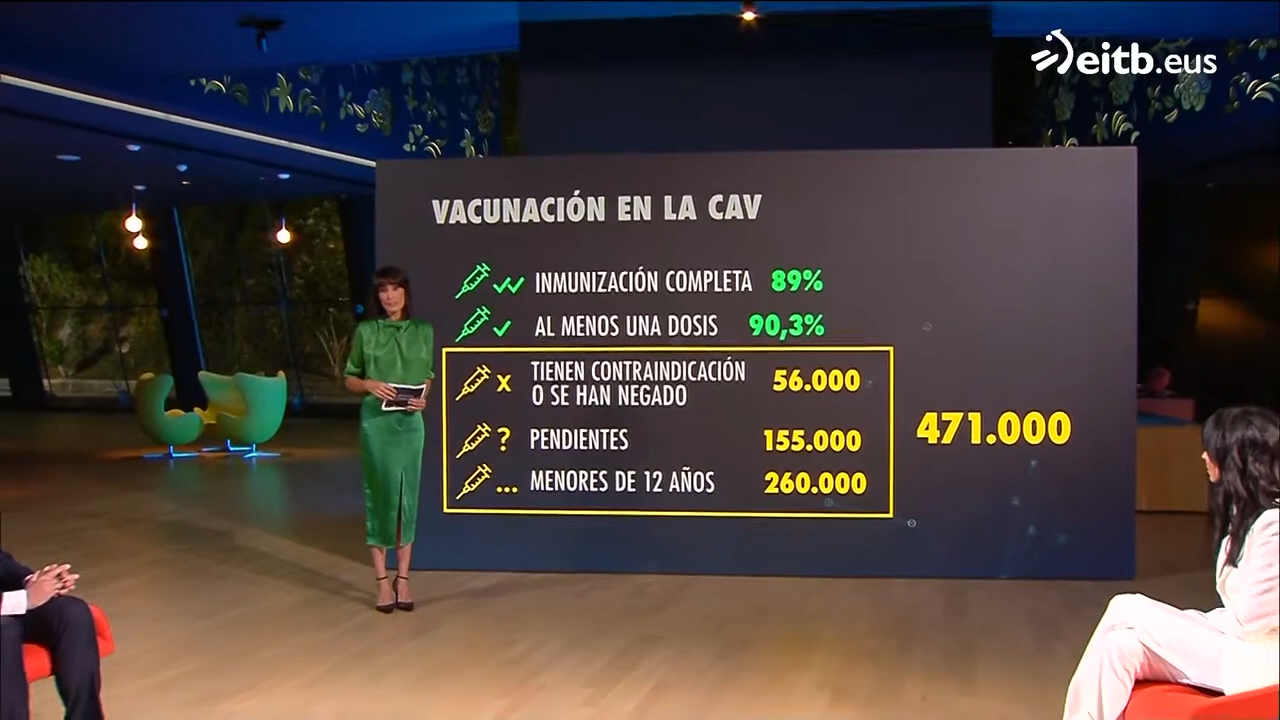 eitb.eus
VACUNACIÓN EN LA CAV
INMUNIZACIÓN COMPLETA 89%
AL MENOS UNA DOSIS 90,3%
X TIENEN CONTRAINDICACIÓN
O SE HAN NEGADO 56.000
? PENDIENTES 155.000
... MENORES DE 12 AÑOS 260.000
471.000